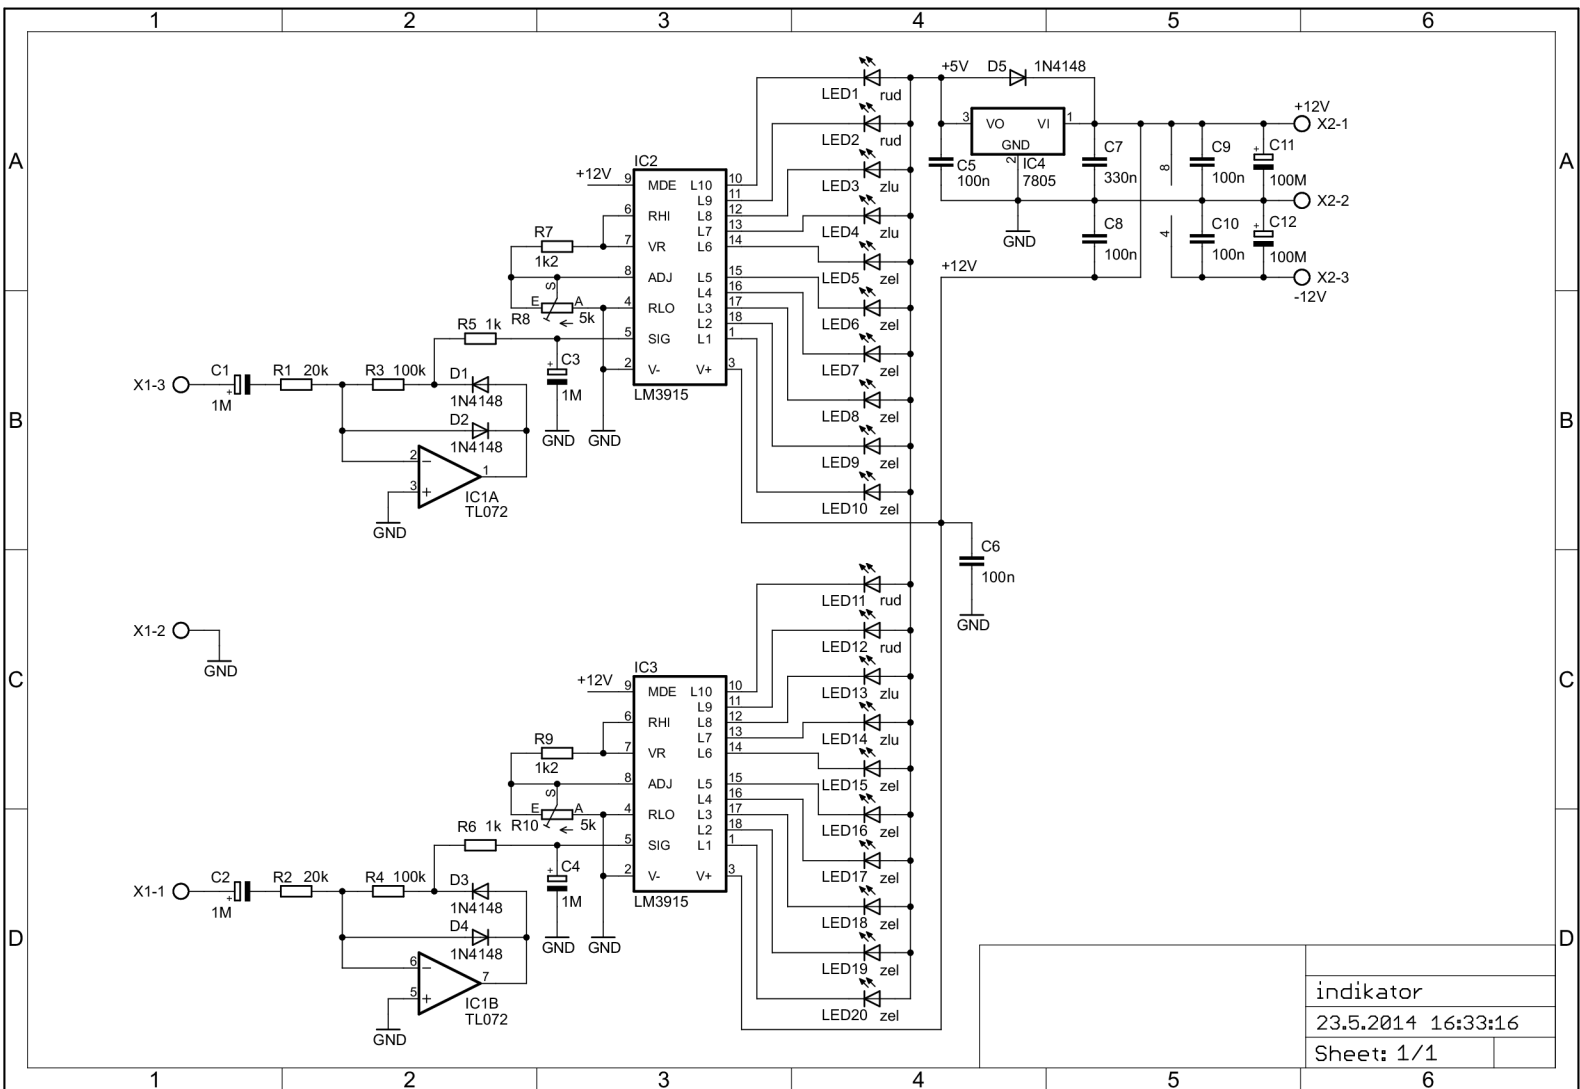 1 2 3 4 5 6
A A
B B
C C
D D
X1-3
C1
1M
R1 20k
R3 100k
D1
1N4148
D2
1N4148
2
3
1
IC1A
TL072
GND
R5 1k
C3
1M
GND
GND
R7
1k2
S
E A
R8 5k
IC2
+12V
9 MDE L10 10
L9 11
6 RHI L8 12
L7 13
7 VR L6 14
8 ADJ L5 15
L4 16
4 RLO L3 17
L2 18
5 SIG L1 1
2 V- V+ 3
LM3915
LED1 rud
LED2 rud
LED3 zlu
LED4 zlu
LED5 zel
LED6 zel
LED7 zel
LED8 zel
LED9 zel
LED10 zel
+5V D5 1N4148
3 VO VI 1
GND
2
IC4
7805
C5
100n
GND
C7
330n
C8
100n
8
4
C9
100n
C10
100n
C11
100M
C12
100M
+12V
X2-1
X2-2
X2-3
-12V
+12V
C6
100n
GND
X1-2
GND
X1-1
C2
1M
R2 20k
R4 100k
D3
1N4148
D4
1N4148
6
5
7
IC1B
TL072
GND
R6 1k
C4
1M
GND
GND
R9
1k2
S
E A
R10 5k
IC3
+12V
9 MDE L10 10
L9 11
6 RHI L8 12
L7 13
7 VR L6 14
8 ADJ L5 15
L4 16
4 RLO L3 17
L2 18
5 SIG L1 1
2 V- V+ 3
LM3915
LED11 rud
LED12 rud
LED13 zlu
LED14 zlu
LED15 zel
LED16 zel
LED17 zel
LED18 zel
LED19 zel
LED20 zel
indikator
23.5.2014 16:33:16
Sheet: 1/1
1 2 3 4 5 6